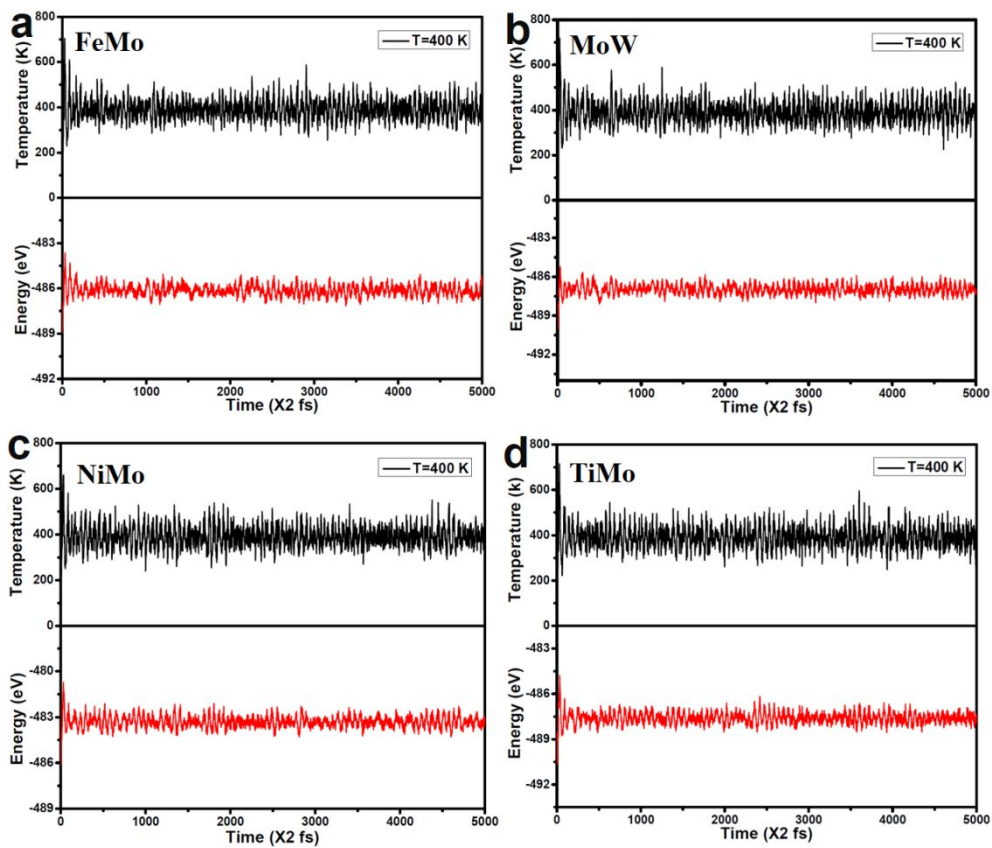 a
FeMo
T=400 K
Temperature (K)
800
600
400
200
0
Energy (eV)
-483
-486
-489
-492
0
1000
2000
3000
4000
5000
Time (X2 fs)
b
MoW
T=400 K
Temperature (K)
800
600
400
200
0
Energy (eV)
-483
-486
-489
-492
0
1000
2000
3000
4000
5000
Time (X2 fs)
c
NiMo
T=400 K
Temperature (k)
800
600
400
200
0
Energy (eV)
-480
-483
-486
-489
0
1000
2000
3000
4000
5000
Time (X2 fs)
d
TiMo
T=400 K
Temperature (K)
800
600
400
200
0
Energy (eV)
-483
-486
-489
-492
0
1000
2000
3000
4000
5000
Time (X2 fs)